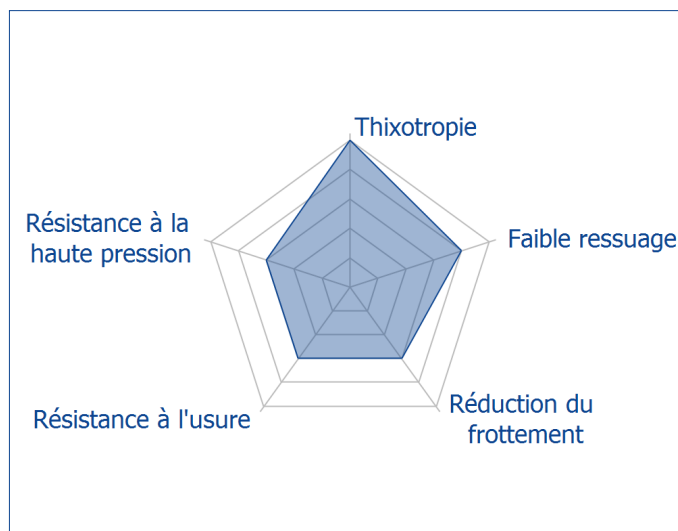 Thixotropie
Résistance à la
haute pression
Faible ressuage
Résistance à l'usure
Réduction du
frottement